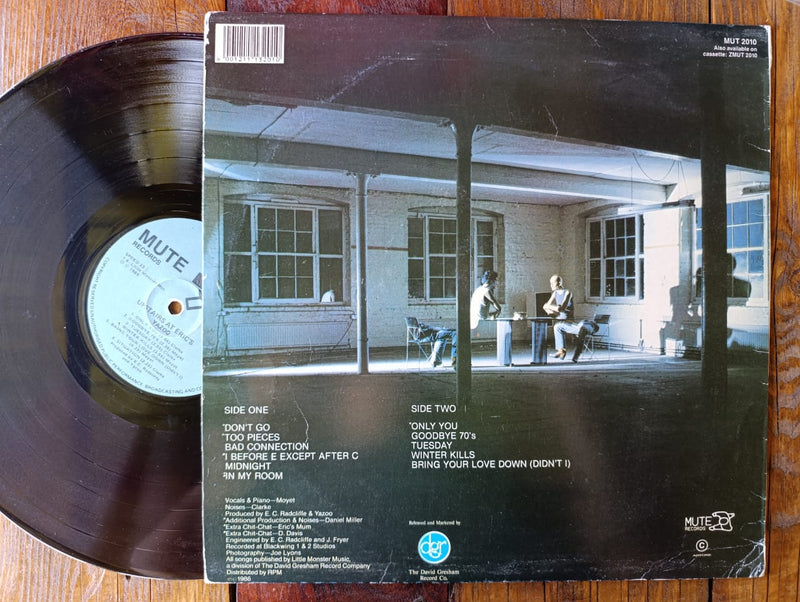 MUT 2010
Also available on
cassette: ZMUT 2010
MUTE
RECORDS
UPSTAIRS AT ERIC'S
YAZOO
SIDE ONE
*DON'T GO
*TOO PIECES
BAD CONNECTION
*I BEFORE E EXCEPT AFTER C
MIDNIGHT
*IN MY ROOM
SIDE TWO
*ONLY YOU
GOODBYE 70's
TUESDAY
WINTER KILLS
BRING YOUR LOVE DOWN (DIDN'T I)
Vocals & Piano—Moyet
Noises—Clarke
Produced by E. C. Radcliffe & Yazoo
*Additional Production & Noises—Daniel Miller
*Extra Chit-Chat—Eric's Mum
*Extra Chit-Chat—D. Davis
Engineered by E. C. Radcliffe and J. Fryer
Recorded at Blackwing 1 & 2 Studios
Photography—Joe Lyons
All songs published by Little Monster Music,
a division of The David Gresham Record Company
Distributed by RPM
1986
Released and Marketed by
dgr
The David Gresham
Record Co.
MUTE
RECORDS
©